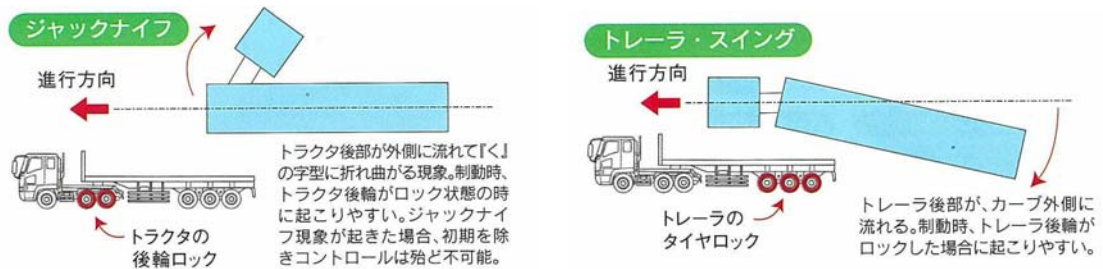 ジャックナイフ
進行方向
トラクタ後部が外側に流れて『く』
の字型に折れ曲がる現象。制動時、
トラクタ後輪がロック状態の時
に起こりやすい。ジャックナイ
フ現象が起きた場合、初期を除
きコントロールは殆ど不可能。
トラクタの
後輪ロック
トレーラ・スイング
進行方向
トレーラの
タイヤロック
トレーラ後部が、カーブ外側に
流れる。制動時、トレーラ後輪が
ロックした場合に起こりやすい。